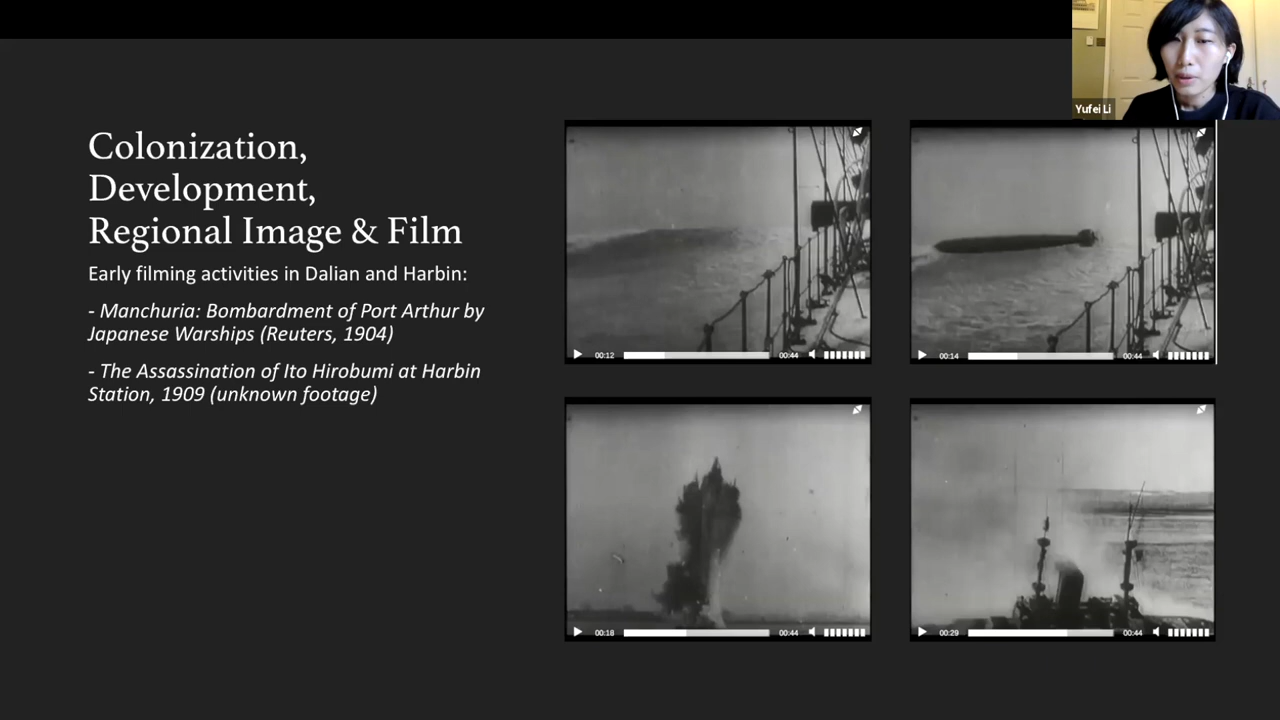 Yufei Li
Colonization,
Development,
Regional Image & Film
Early filming activities in Dalian and Harbin:
- Manchuria: Bombardment of Port Arthur by
Japanese Warships (Reuters, 1904)
- The Assassination of Ito Hirobumi at Harbin
Station, 1909 (unknown footage)
00:12 00:44
00:14 00:44
00:18 00:44
00:29 00:44